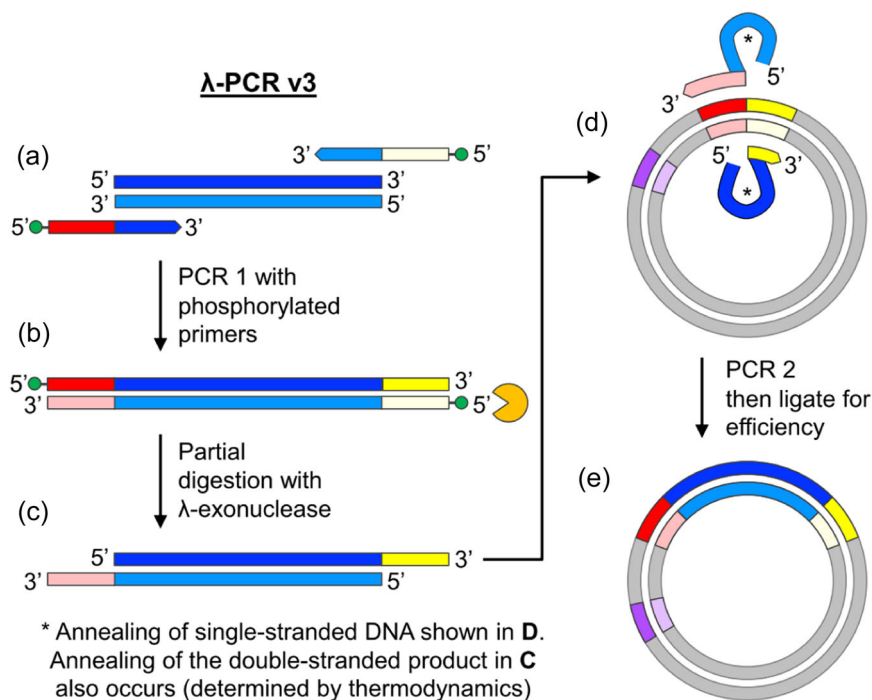 λ-PCR v3
(a)
3’
5’
5’
3’
3’
5’
5’
3’
PCR 1 with
phosphorylated
primers
(b)
5’
3’
3’
5’
Partial
digestion with
λ-exonuclease
(c)
5’
3’
3’
5’
* Annealing of single-stranded DNA shown in D.
Annealing of the double-stranded product in C
also occurs (determined by thermodynamics)
(d)
*
5’
3’
5’
3’
*
PCR 2
then ligate for
efficiency
(e)